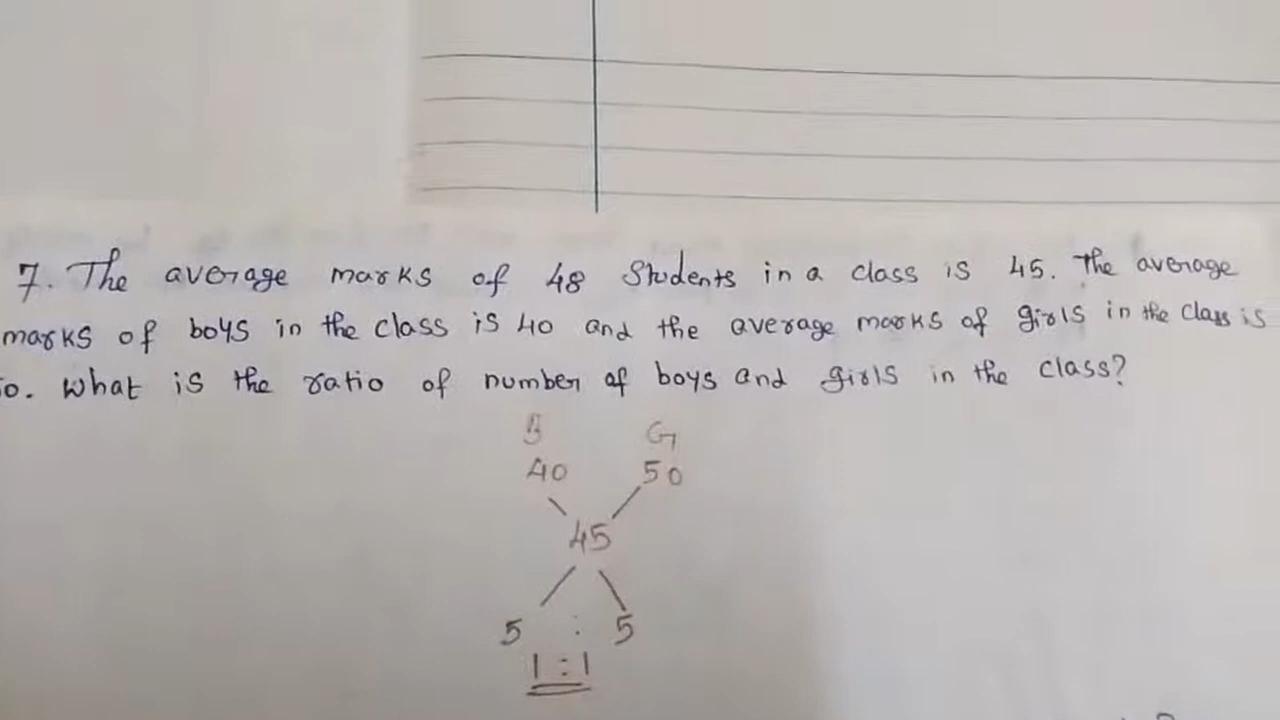 7. The average marks of 48 Students in a class is 45. The average
marks of boys in the class is 40 and the average marks of girls in the class is
0. What is the ratio of number of boys and girls in the class?
B G
40 50
45
5 : 5
1 : 1